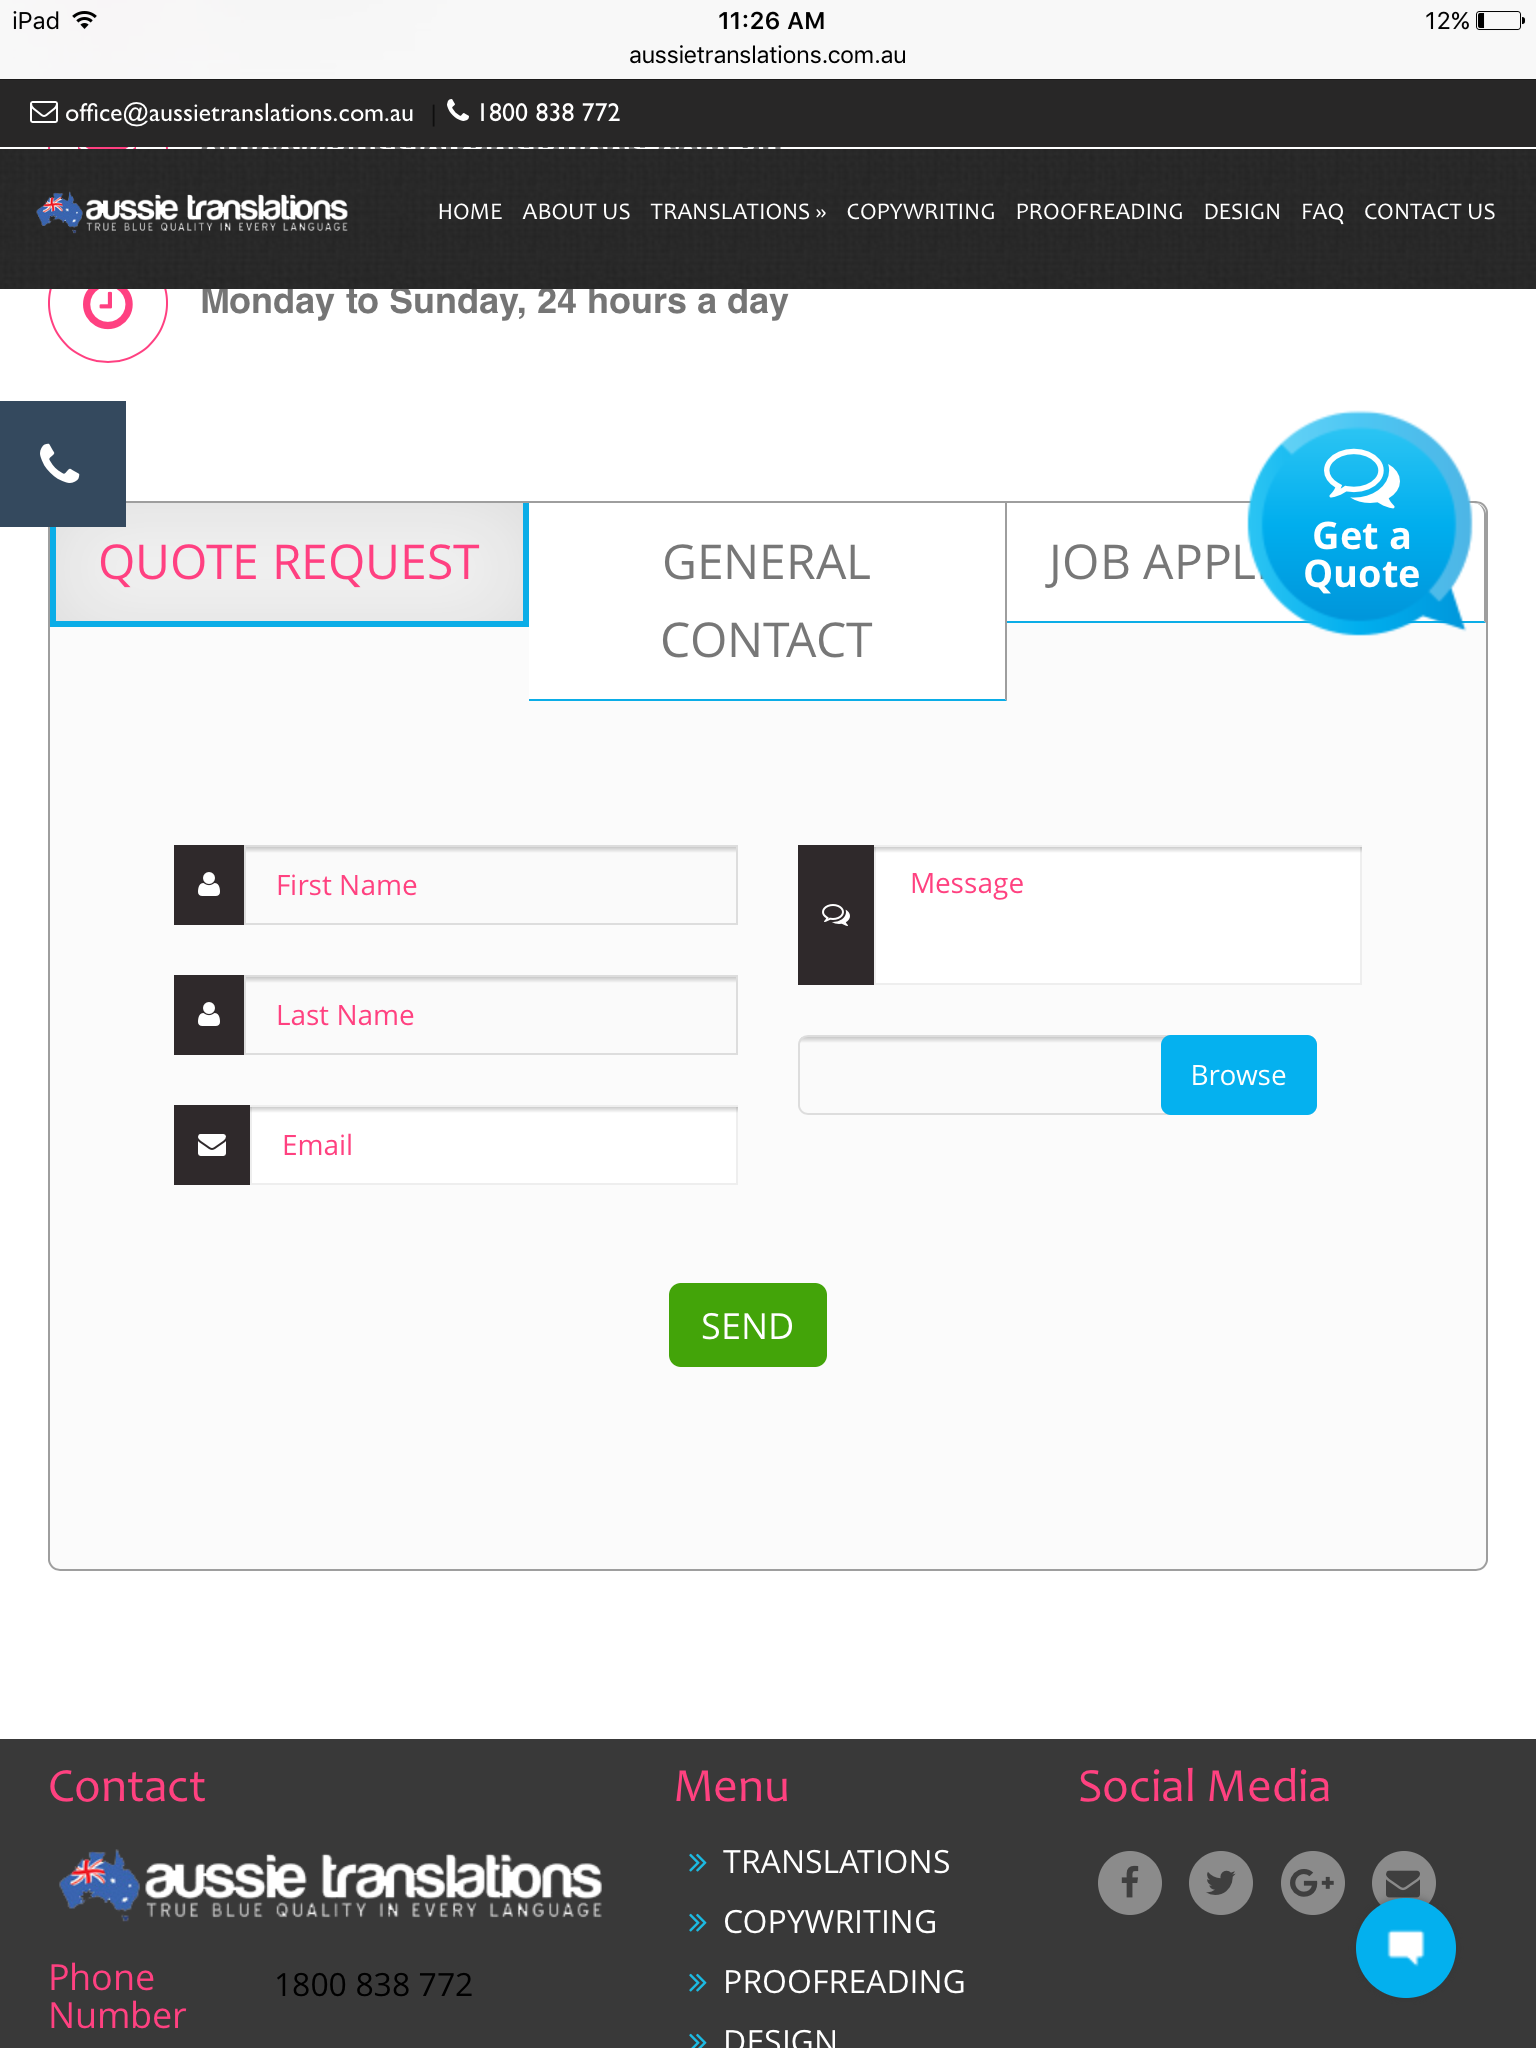 iPad 11:26 AM 12%
aussietranslations.com.au
office@aussietranslations.com.au | 1800 838 772
aussie translations
TRUE BLUE QUALITY IN EVERY LANGUAGE
HOME ABOUT US TRANSLATIONS » COPYWRITING PROOFREADING DESIGN FAQ CONTACT US
Monday to Sunday, 24 hours a day
Get a
Quote
QUOTE REQUEST
GENERAL
CONTACT
JOB APPL
First Name
Last Name
Email
Message
Browse
SEND
Contact
aussie translations
TRUE BLUE QUALITY IN EVERY LANGUAGE
Phone
Number
1800 838 772
Menu
» TRANSLATIONS
» COPYWRITING
» PROOFREADING
» DESIGN
Social Media